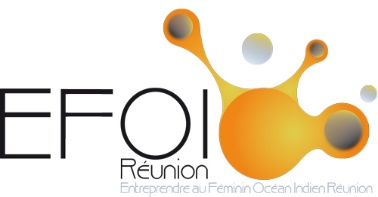 EFOI
Réunion
Entreprendre au Féminin Océan Indien Réunion